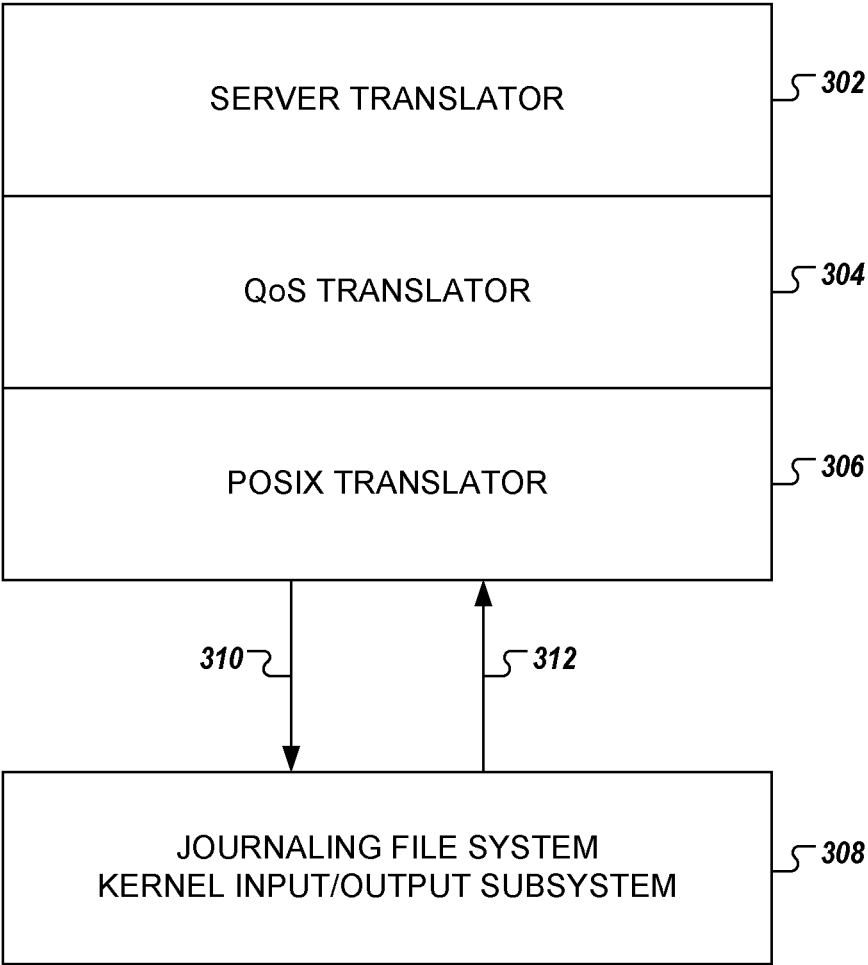 SERVER TRANSLATOR
302
QoS TRANSLATOR
304
POSIX TRANSLATOR
306
310
312
JOURNALING FILE SYSTEM
KERNEL INPUT/OUTPUT SUBSYSTEM
308